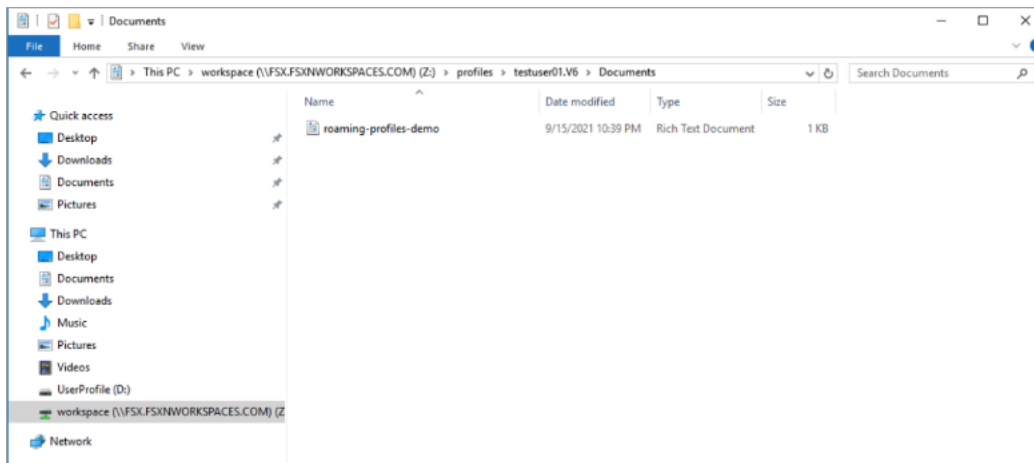 Documents
File Home Share View
This PC > workspace (\\FSX.FSXNWORKSPACES.COM) (Z:) > profiles > testuser01.V6 > Documents
Search Documents
Name Date modified Type Size
roaming-profiles-demo 9/15/2021 10:39 PM Rich Text Document 1 KB
Quick access
Desktop
Downloads
Documents
Pictures
This PC
Desktop
Documents
Downloads
Music
Pictures
Videos
UserProfile (D:)
workspace (\\FSX.FSXNWORKSPACES.COM) (Z
Network